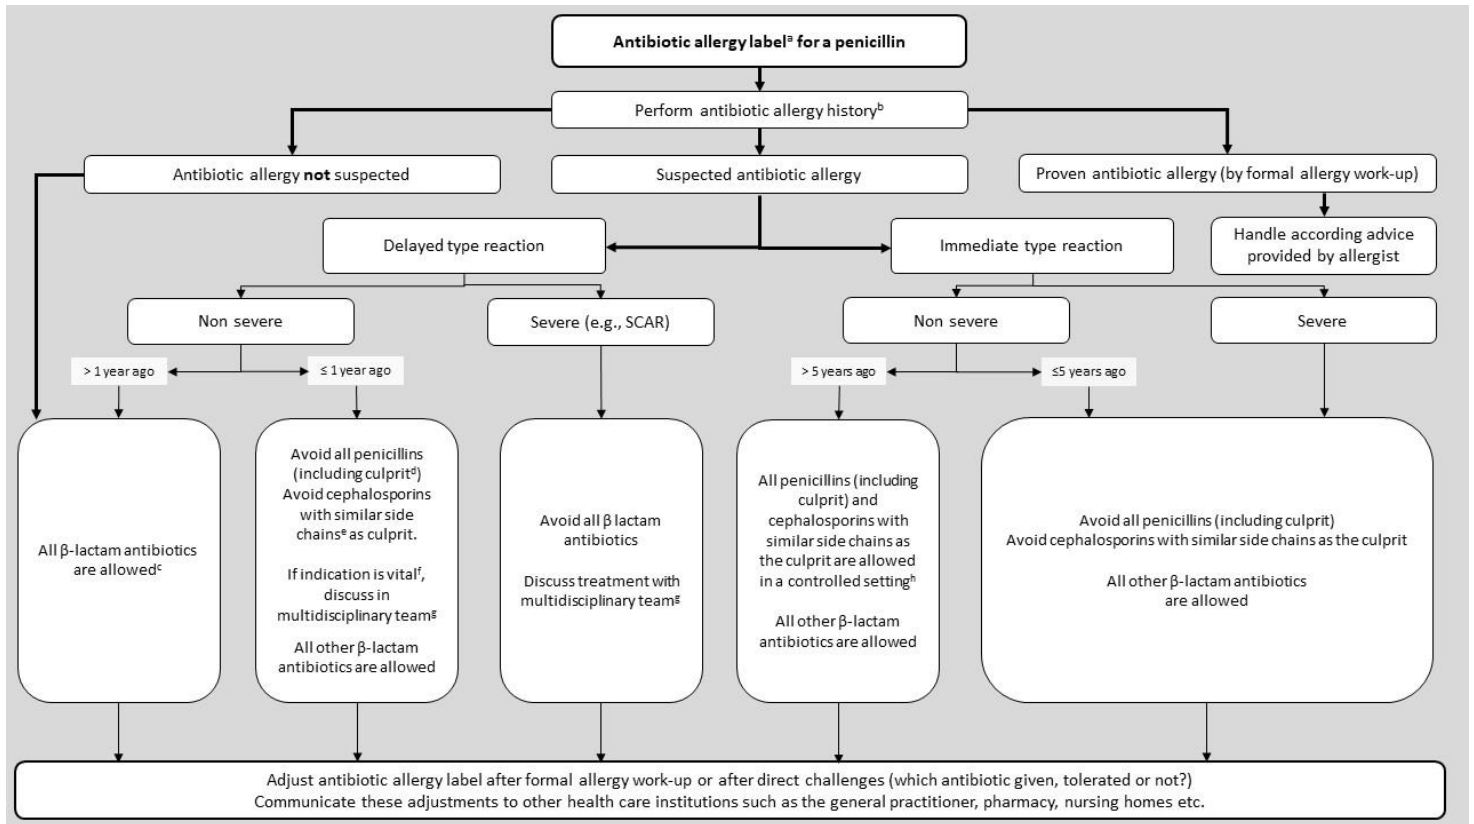 Antibiotic allergy labelᵃ for a penicillin
Perform antibiotic allergy historyᵇ
Antibiotic allergy not suspected
Suspected antibiotic allergy
Proven antibiotic allergy (by formal allergy work-up)
Delayed type reaction
Immediate type reaction
Handle according advice
provided by allergist
Non severe
Severe (e.g., SCAR)
Non severe
Severe
> 1 year ago
≤ 1 year ago
> 5 years ago
≤5 years ago
All β-lactam antibiotics
are allowedᶜ
Avoid all penicillins
(including culpritᵈ)
Avoid cephalosporins
with similar side
chainsᵉ as culprit.
If indication is vitalᶠ,
discuss in
multidisciplinary teamᵍ
All other β-lactam
antibiotics are allowed
Avoid all β lactam
antibiotics
Discuss treatment with
multidisciplinary teamᵍ
All penicillins (including
culprit) and
cephalosporins with
similar side chains as
the culprit are allowed
in a controlled settingʰ
All other β-lactam
antibiotics are allowed
Avoid all penicillins (including culprit)
Avoid cephalosporins with similar side chains as the culprit
All other β-lactam antibiotics
are allowed
Adjust antibiotic allergy label after formal allergy work-up or after direct challenges (which antibiotic given, tolerated or not?)
Communicate these adjustments to other health care institutions such as the general practitioner, pharmacy, nursing homes etc.